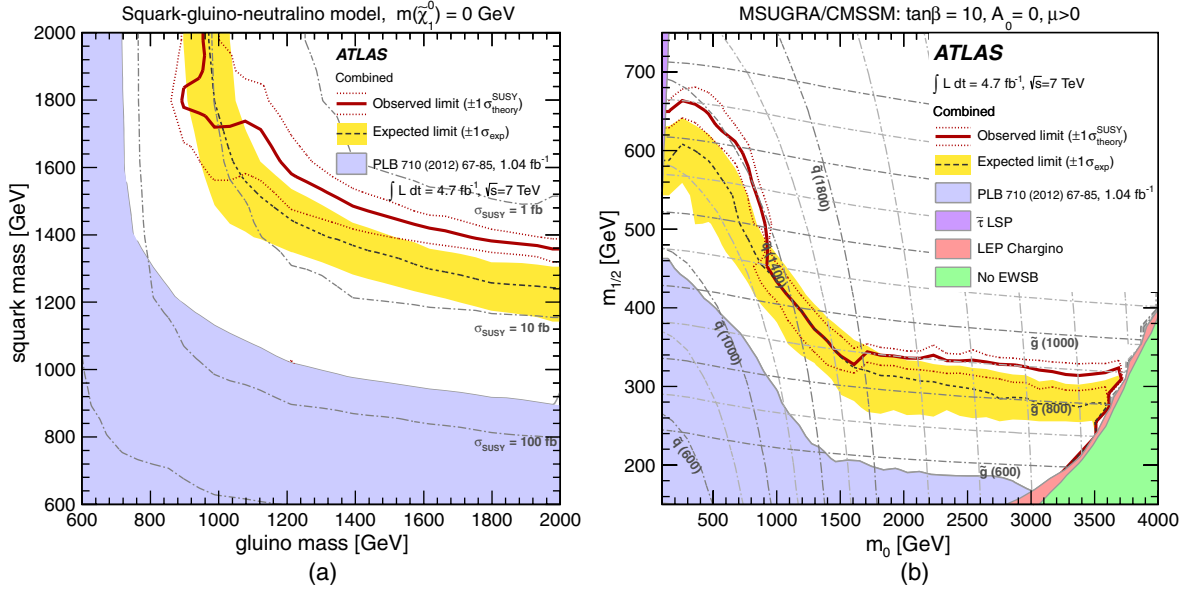 Squark-gluino-neutralino model, m(χ̃₁⁰) = 0 GeV
squark mass [GeV]
2000
1800
1600
1400
1200
1000
800
600
ATLAS
Combined
Observed limit (±1σ^SUSY_theory)
Expected limit (±1σ_exp)
PLB 710 (2012) 67-85, 1.04 fb⁻¹
∫ L dt = 4.7 fb⁻¹, √s=7 TeV
σ_SUSY = 1 fb
σ_SUSY = 10 fb
σ_SUSY = 100 fb
600 800 1000 1200 1400 1600 1800 2000
gluino mass [GeV]
(a)
MSUGRA/CMSSM: tanβ = 10, A₀= 0, μ>0
m₁/₂ [GeV]
700
600
500
400
300
200
ATLAS
∫ L dt = 4.7 fb⁻¹, √s=7 TeV
Combined
Observed limit (±1σ^SUSY_theory)
Expected limit (±1σ_exp)
PLB 710 (2012) 67-85, 1.04 fb⁻¹
τ̃ LSP
LEP Chargino
No EWSB
q̃ (1800)
q̃ (1400)
q̃ (1000)
q̃ (600)
g̃ (1000)
g̃ (800)
g̃ (600)
500 1000 1500 2000 2500 3000 3500 4000
m₀ [GeV]
(b)